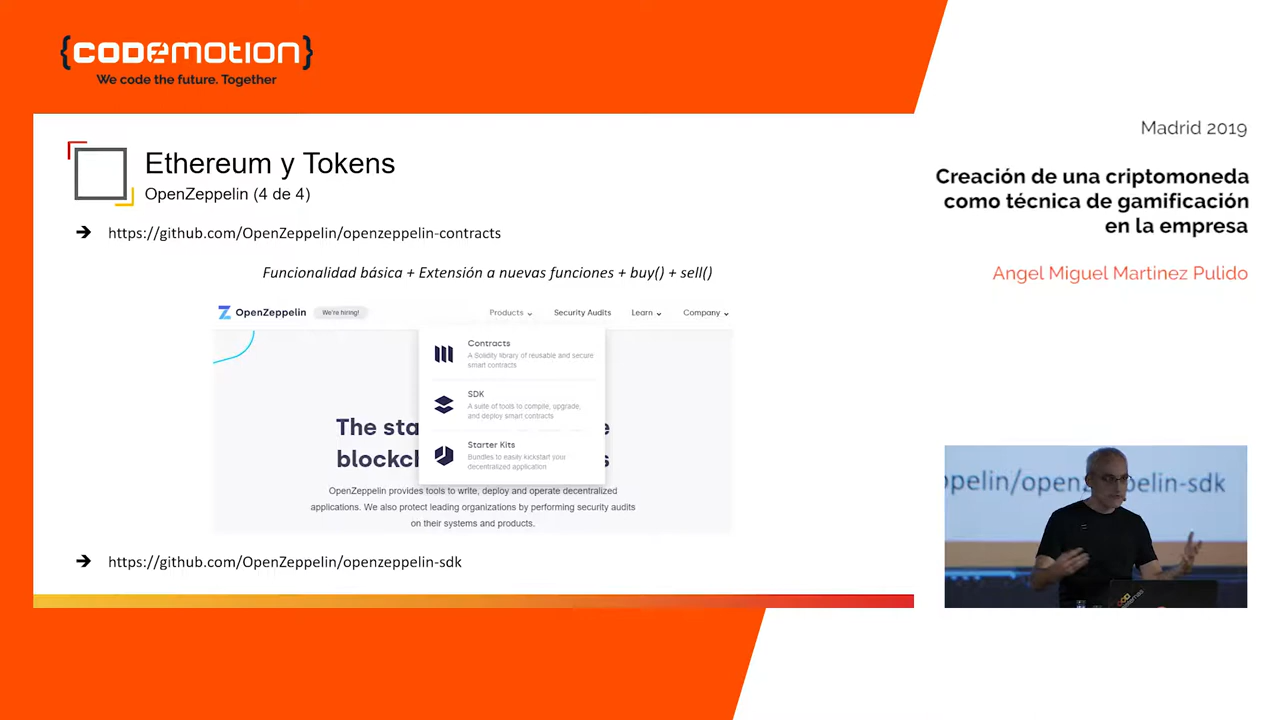 {CODEMOTION}
We code the future. Together
Madrid 2019
Creación de una criptomoneda
como técnica de gamificación
en la empresa
Angel Miguel Martinez Pulido
Ethereum y Tokens
OpenZeppelin (4 de 4)
➔ https://github.com/OpenZeppelin/openzeppelin-contracts
Funcionalidad básica + Extensión a nuevas funciones + buy() + sell()
OpenZeppelin We're hiring! Products Security Audits Learn Company
Contracts
A Solidity library of reusable and secure
smart contracts
SDK
A suite of tools to compile, upgrade,
and deploy smart contracts
Starter Kits
Bundles to easily kickstart your
decentralized application
The sta e
blockch s
OpenZeppelin provides tools to write, deploy and operate decentralized
applications. We also protect leading organizations by performing security audits
on their systems and products.
➔ https://github.com/OpenZeppelin/openzeppelin-sdk
ppelin/openz ppelin-sdk